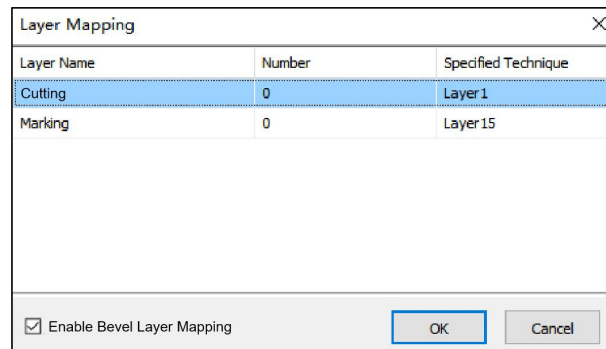 Layer Mapping
Layer Name Number Specified Technique
Cutting 0 Layer1
Marking 0 Layer15
Enable Bevel Layer Mapping OK Cancel